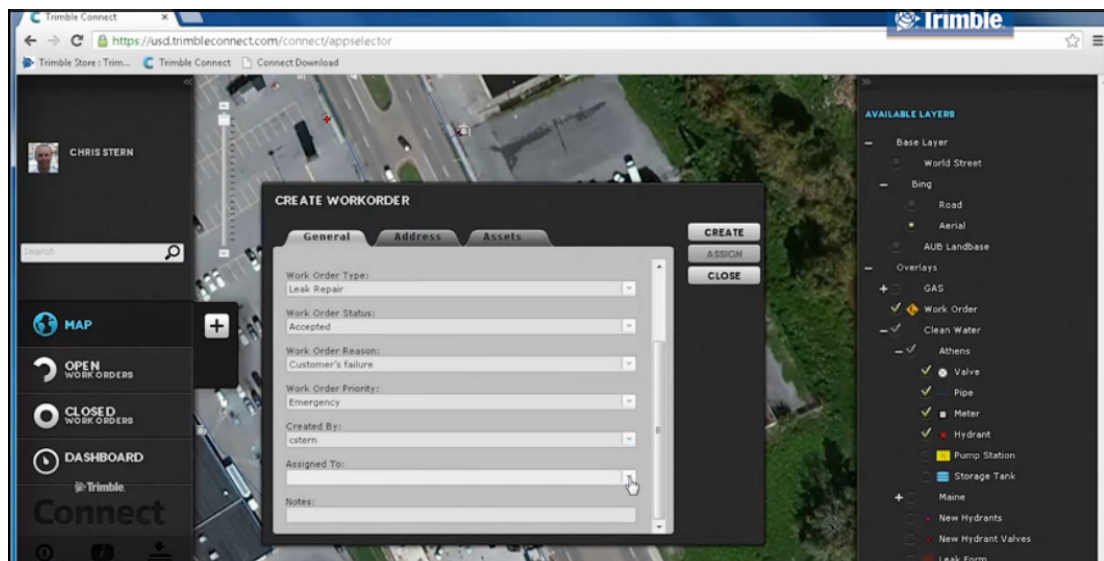 Trimble Connect
Trimble.
https://usd.trimbleconnect.com/connect/appselector
Trimble Store : Trim...
Trimble Connect
Connect Download
CHRIS STERN
Search
MAP
OPEN
WORK ORDERS
CLOSED
WORK ORDERS
DASHBOARD
Trimble
Connect
CREATE WORKORDER
General
Address
Assets
Work Order Type:
Leak Repair
Work Order Status:
Accepted
Work Order Reason:
Customer's failure
Work Order Priority:
Emergency
Created By:
cstern
Assigned To:
Notes:
CREATE
ASSIGN
CLOSE
AVAILABLE LAYERS
Base Layer
World Street
Bing
Road
Aerial
AUB Landbase
Overlays
GAS
Work Order
Clean Water
Athens
Valve
Pipe
Meter
Hydrant
Pump Station
Storage Tank
Maine
New Hydrants
New Hydrant Valves
Leak Form